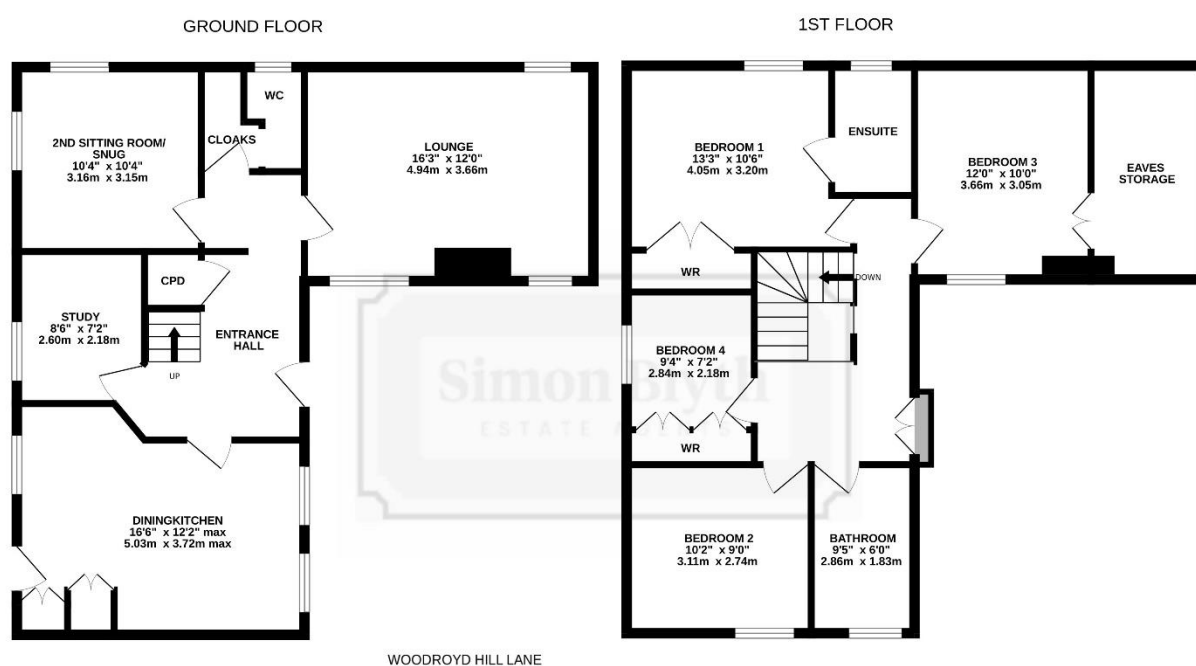 GROUND FLOOR
2ND SITTING ROOM/
SNUG
10'4" x 10'4"
3.16m x 3.15m
CLOAKS
WC
LOUNGE
16'3" x 12'0"
4.94m x 3.66m
CPD
STUDY
8'6" x 7'2"
2.60m x 2.18m
UP
ENTRANCE
HALL
DININGKITCHEN
16'6" x 12'2" max
5.03m x 3.72m max
1ST FLOOR
BEDROOM 1
13'3" x 10'6"
4.05m x 3.20m
ENSUITE
BEDROOM 3
12'0" x 10'0"
3.66m x 3.05m
EAVES
STORAGE
WR
DOWN
BEDROOM 4
9'4" x 7'2"
2.84m x 2.18m
WR
BEDROOM 2
10'2" x 9'0"
3.11m x 2.74m
BATHROOM
9'5" x 6'0"
2.86m x 1.83m
Simon Blyth
ESTATE AGENTS
WOODROYD HILL LANE